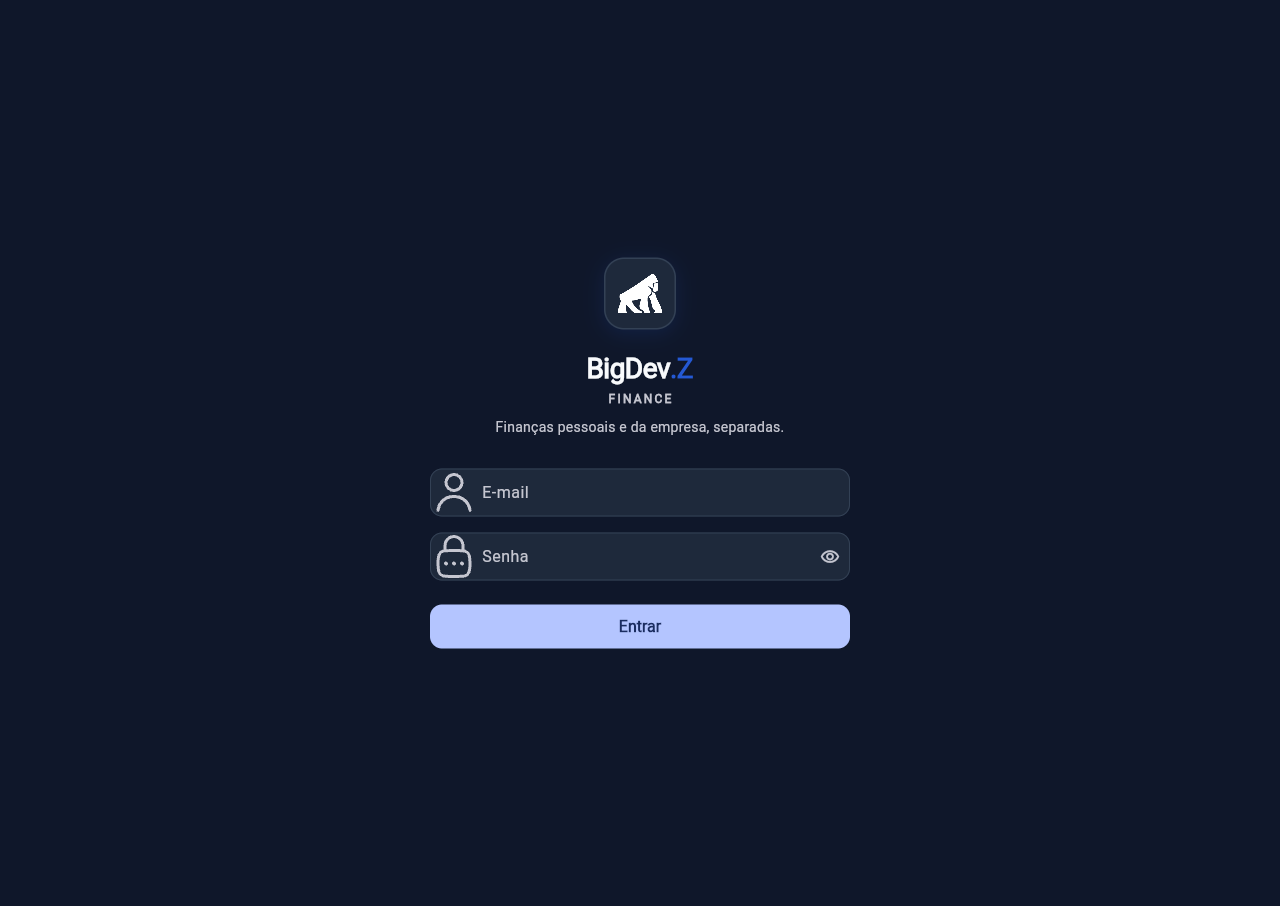 BigDev.Z
FINANCE
Finanças pessoais e da empresa, separadas.
E-mail
Senha
Entrar